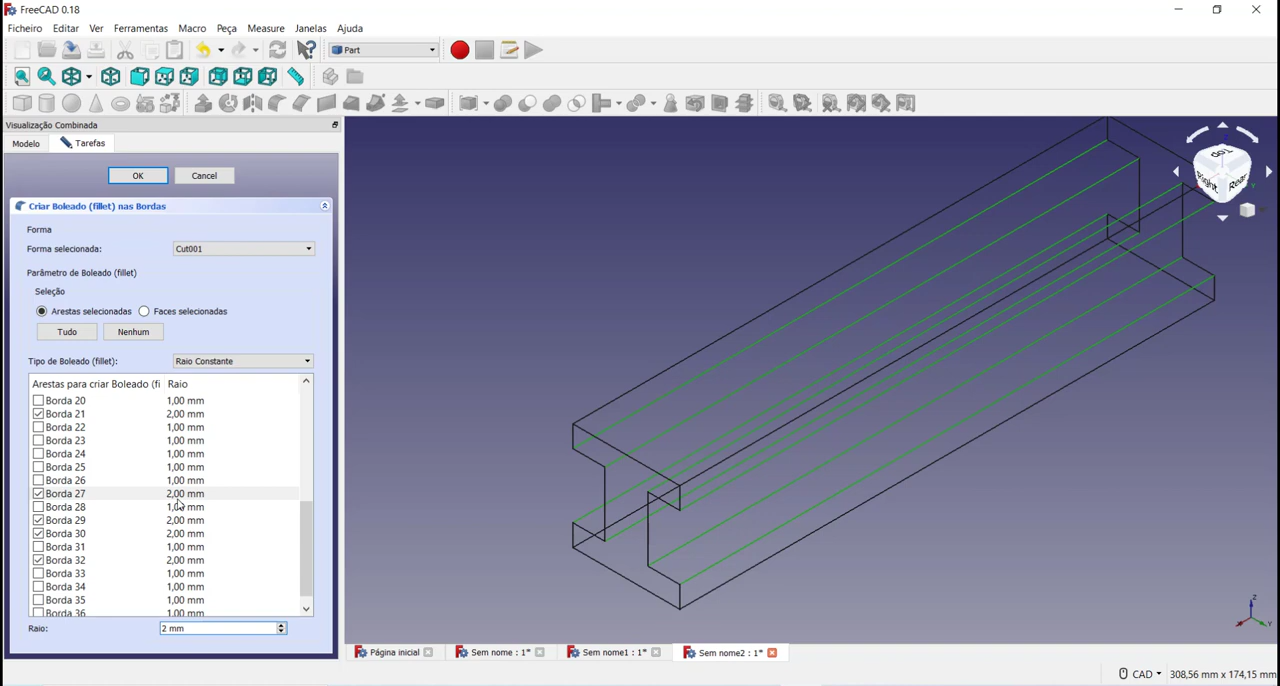 FreeCAD 0.18
Ficheiro Editar Ver Ferramentas Macro Peça Measure Janelas Ajuda
Part
Visualização Combinada
Modelo Tarefas
OK Cancel
Criar Boleado (fillet) nas Bordas
Forma
Forma selecionada: Cut001
Parâmetro de Boleado (fillet)
Seleção
Arestas selecionadas Faces selecionadas
Tudo Nenhum
Tipo de Boleado (fillet): Raio Constante
Arestas para criar Boleado (fi Raio
Borda 20 1,00 mm
Borda 21 2,00 mm
Borda 22 1,00 mm
Borda 23 1,00 mm
Borda 24 1,00 mm
Borda 25 1,00 mm
Borda 26 1,00 mm
Borda 27 2,00 mm
Borda 28 1,00 mm
Borda 29 2,00 mm
Borda 30 2,00 mm
Borda 31 1,00 mm
Borda 32 2,00 mm
Borda 33 1,00 mm
Borda 34 1,00 mm
Borda 35 1,00 mm
Borda 36 1,00 mm
Raio: 2 mm
Top
Right Rear
Z
Y
Página inicial Sem nome : 1* Sem nome1 : 1* Sem nome2 : 1*
CAD 308,56 mm x 174,15 mm